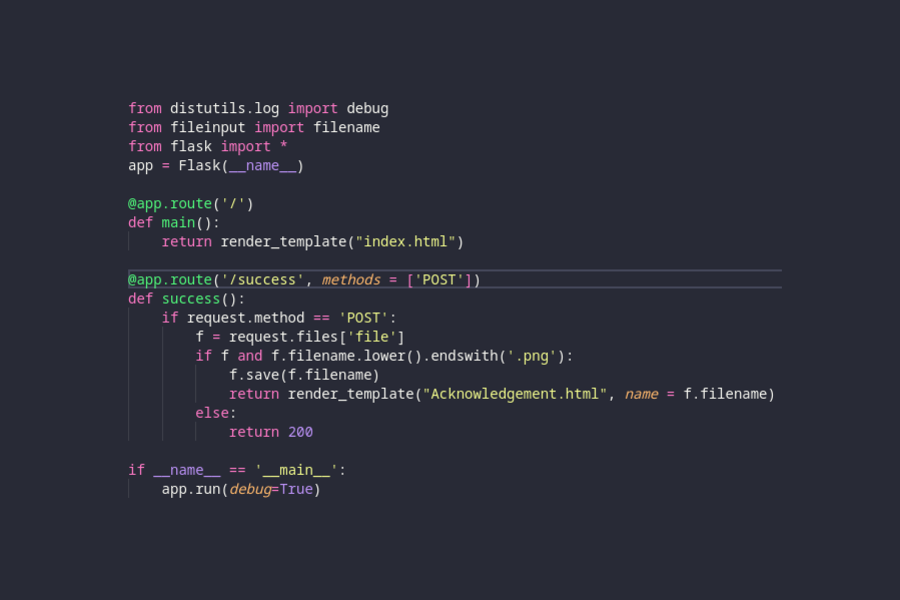 from distutils.log import debug
from fileinput import filename
from flask import *
app = Flask(__name__)
@app.route('/')
def main():
    return render_template("index.html")
@app.route('/success', methods = ['POST'])
def success():
    if request.method == 'POST':
        f = request.files['file']
        if f and f.filename.lower().endswith('.png'):
            f.save(f.filename)
            return render_template("Acknowledgement.html", name = f.filename)
        else:
            return 200
if __name__ == '__main__':
    app.run(debug=True)